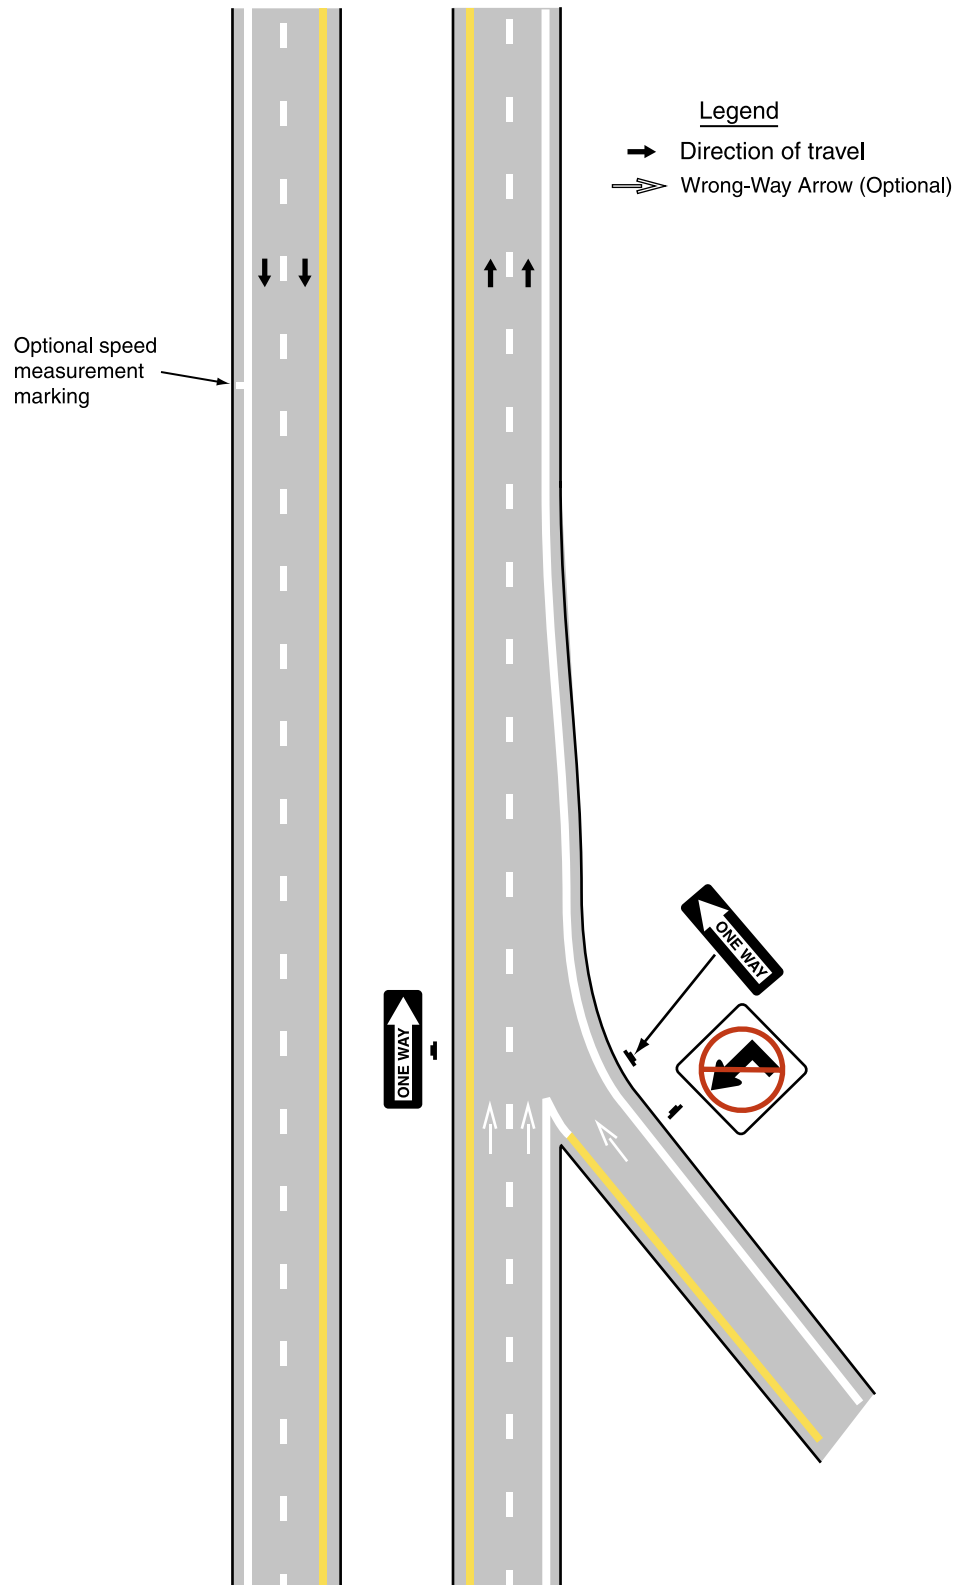 Legend
Direction of travel
Wrong-Way Arrow (Optional)
Optional speed
measurement
marking
ONE WAY
ONE WAY